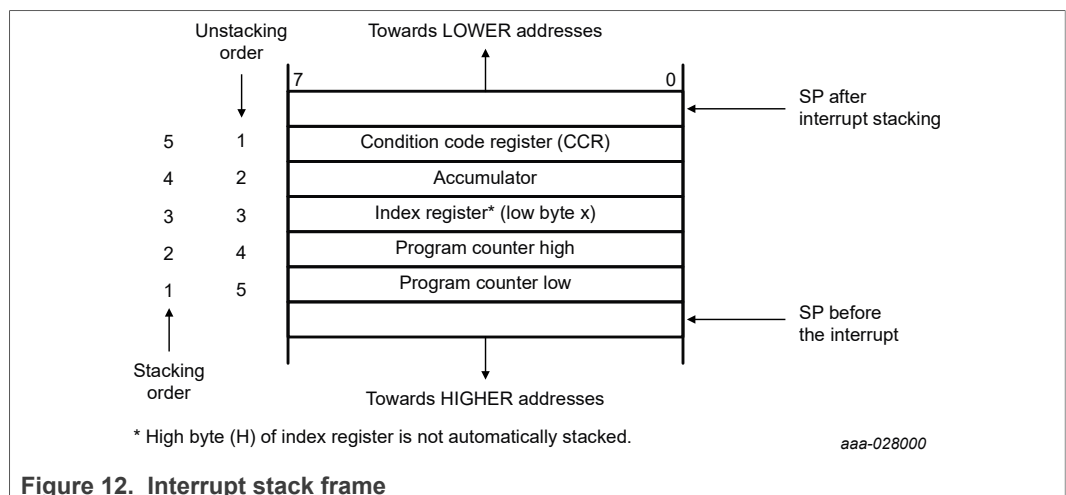 Unstacking order
Towards LOWER addresses
7 0
SP after interrupt stacking
5 1 Condition code register (CCR)
4 2 Accumulator
3 3 Index register* (low byte x)
2 4 Program counter high
1 5 Program counter low
SP before the interrupt
Stacking order
Towards HIGHER addresses
* High byte (H) of index register is not automatically stacked.
aaa-028000
Figure 12. Interrupt stack frame